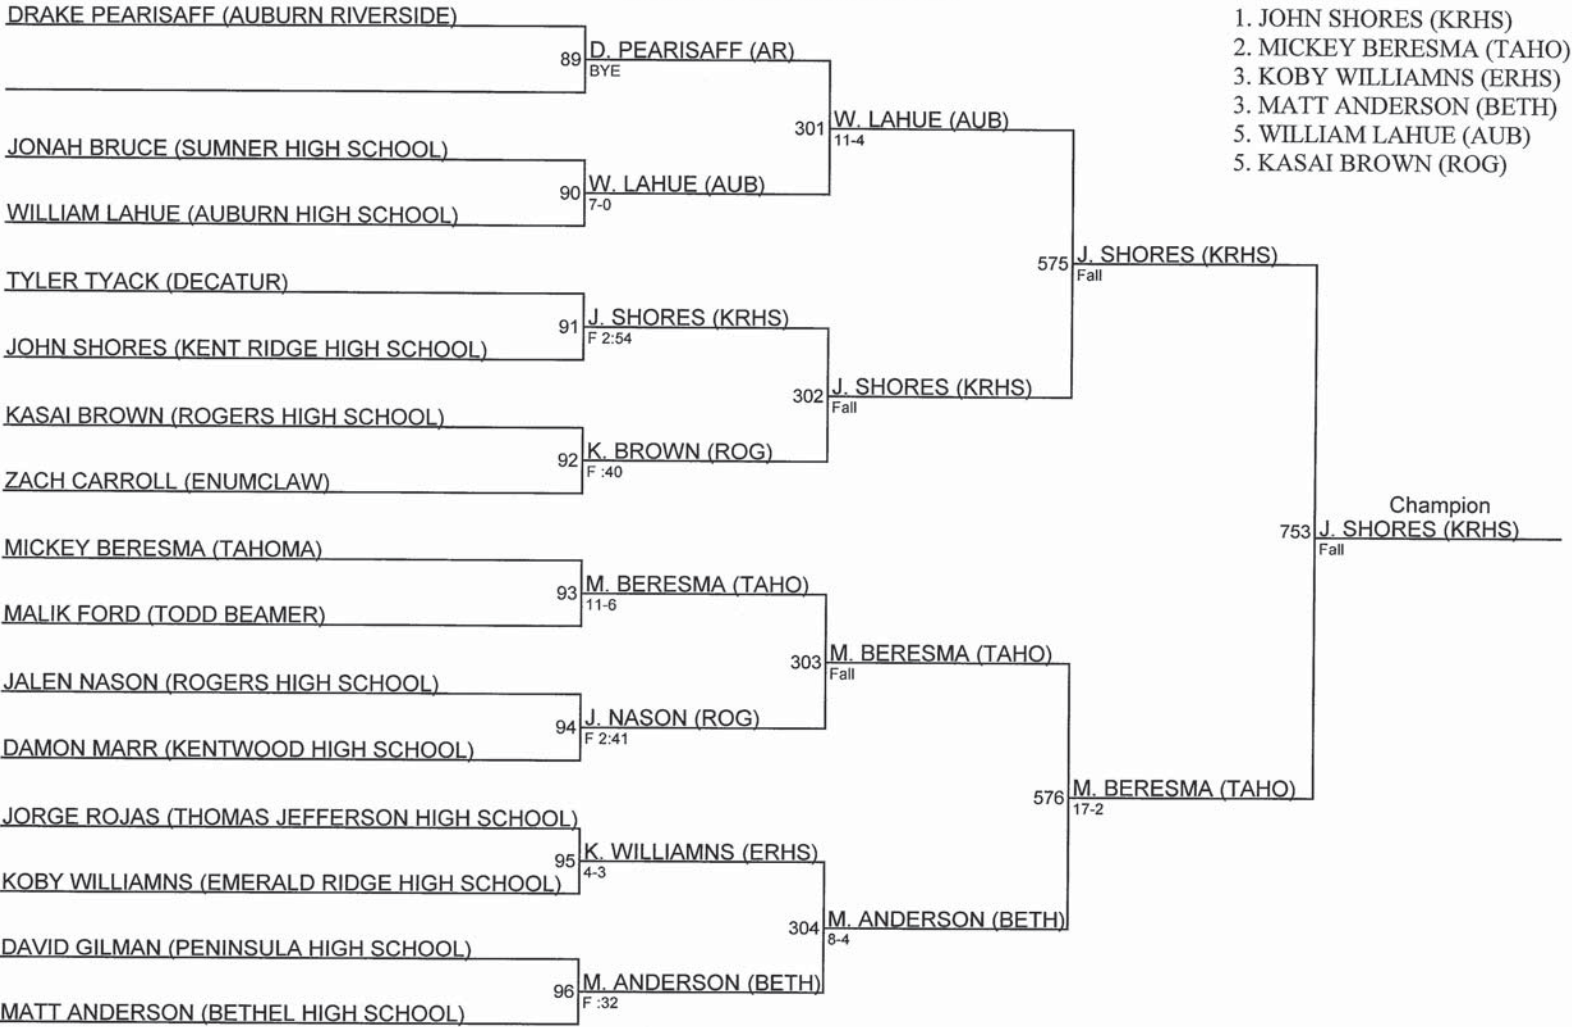 DRAKE PEARISAFF (AUBURN RIVERSIDE)
89 D. PEARISAFF (AR)
BYE
JONAH BRUCE (SUMNER HIGH SCHOOL)
90 W. LAHUE (AUB)
7-0
WILLIAM LAHUE (AUBURN HIGH SCHOOL)
301 W. LAHUE (AUB)
11-4
TYLER TYACK (DECATUR)
91 J. SHORES (KRHS)
F 2:54
JOHN SHORES (KENT RIDGE HIGH SCHOOL)
302 J. SHORES (KRHS)
Fall
KASAI BROWN (ROGERS HIGH SCHOOL)
92 K. BROWN (ROG)
F :40
ZACH CARROLL (ENUMCLAW)
575 J. SHORES (KRHS)
Fall
MICKEY BERESMA (TAHOMA)
93 M. BERESMA (TAHO)
11-6
MALIK FORD (TODD BEAMER)
303 M. BERESMA (TAHO)
Fall
JALEN NASON (ROGERS HIGH SCHOOL)
94 J. NASON (ROG)
F 2:41
DAMON MARR (KENTWOOD HIGH SCHOOL)
576 M. BERESMA (TAHO)
17-2
JORGE ROJAS (THOMAS JEFFERSON HIGH SCHOOL)
95 K. WILLIAMNS (ERHS)
4-3
KOBY WILLIAMNS (EMERALD RIDGE HIGH SCHOOL)
304 M. ANDERSON (BETH)
8-4
DAVID GILMAN (PENINSULA HIGH SCHOOL)
96 M. ANDERSON (BETH)
F :32
MATT ANDERSON (BETHEL HIGH SCHOOL)
Champion
753 J. SHORES (KRHS)
Fall
1. JOHN SHORES (KRHS)
2. MICKEY BERESMA (TAHO)
3. KOBY WILLIAMNS (ERHS)
3. MATT ANDERSON (BETH)
5. WILLIAM LAHUE (AUB)
5. KASAI BROWN (ROG)